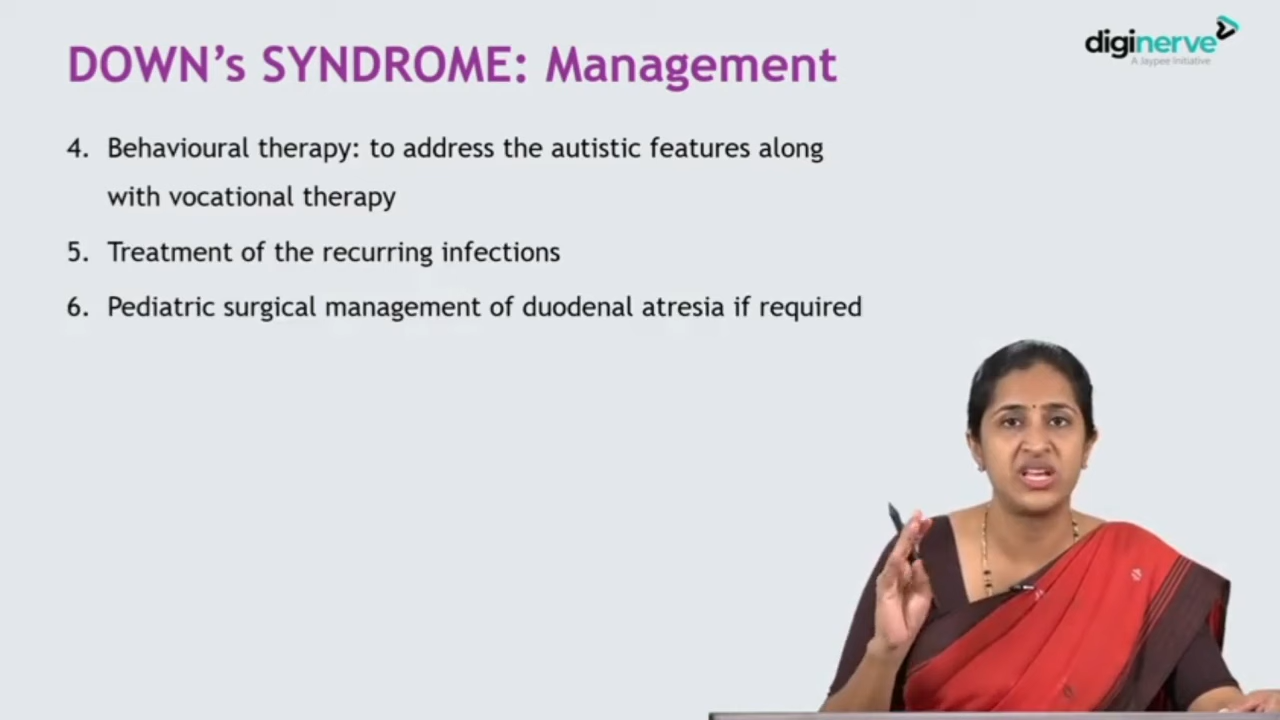 DOWN's SYNDROME: Management
diginerve
A Jaypee Initiative
4. Behavioural therapy: to address the autistic features along
with vocational therapy
5. Treatment of the recurring infections
6. Pediatric surgical management of duodenal atresia if required